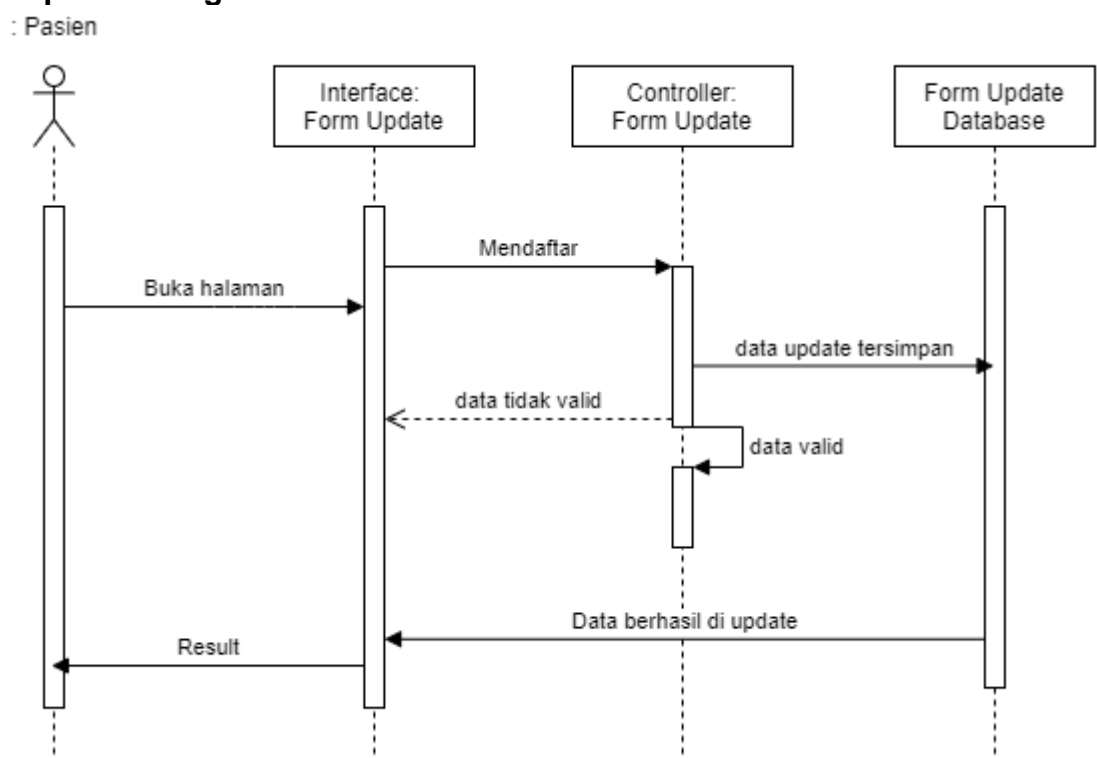 : Pasien
Interface:
Form Update
Controller:
Form Update
Form Update
Database
Mendaftar
Buka halaman
data update tersimpan
data tidak valid
data valid
Data berhasil di update
Result